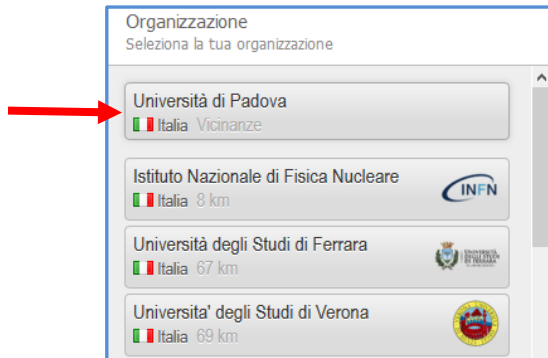 Organizzazione
Seleziona la tua organizzazione
Università di Padova
Italia Vicinanze
Istituto Nazionale di Fisica Nucleare
Italia 8 km
INFN
Università degli Studi di Ferrara
Italia 67 km
Universita' degli Studi di Verona
Italia 69 km